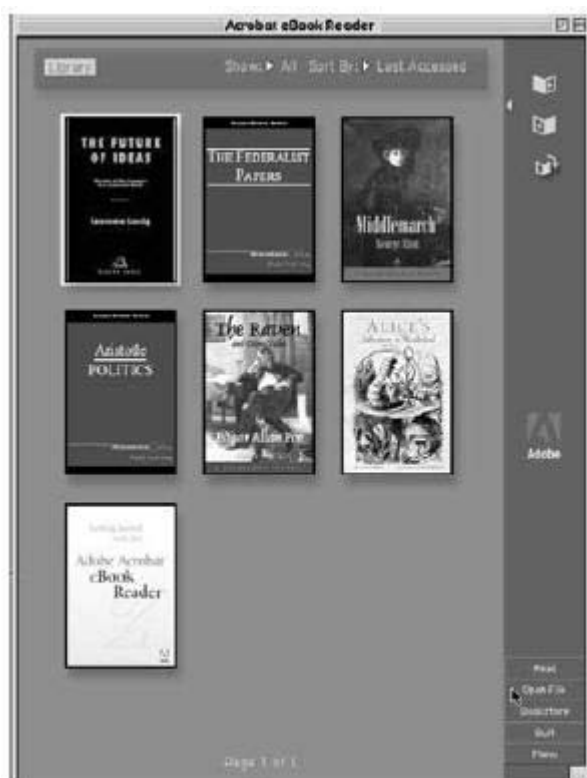 Acrobat eBook Reader
Library
Show: All Sort By: Last Accessed
THE FUTURE
OF IDEAS
Lawrence Lessig
THE FEDERALIST
PAPERS
Middlemarch
George Eliot
Aristotle
POLITICS
The Raven
Edgar Allan Poe
ALICE'S
Adventures in Wonderland
Adobe
Adobe Acrobat
eBook
Reader
Read
Open File
Bookstore
Quit
Menu
Page 1 of 1